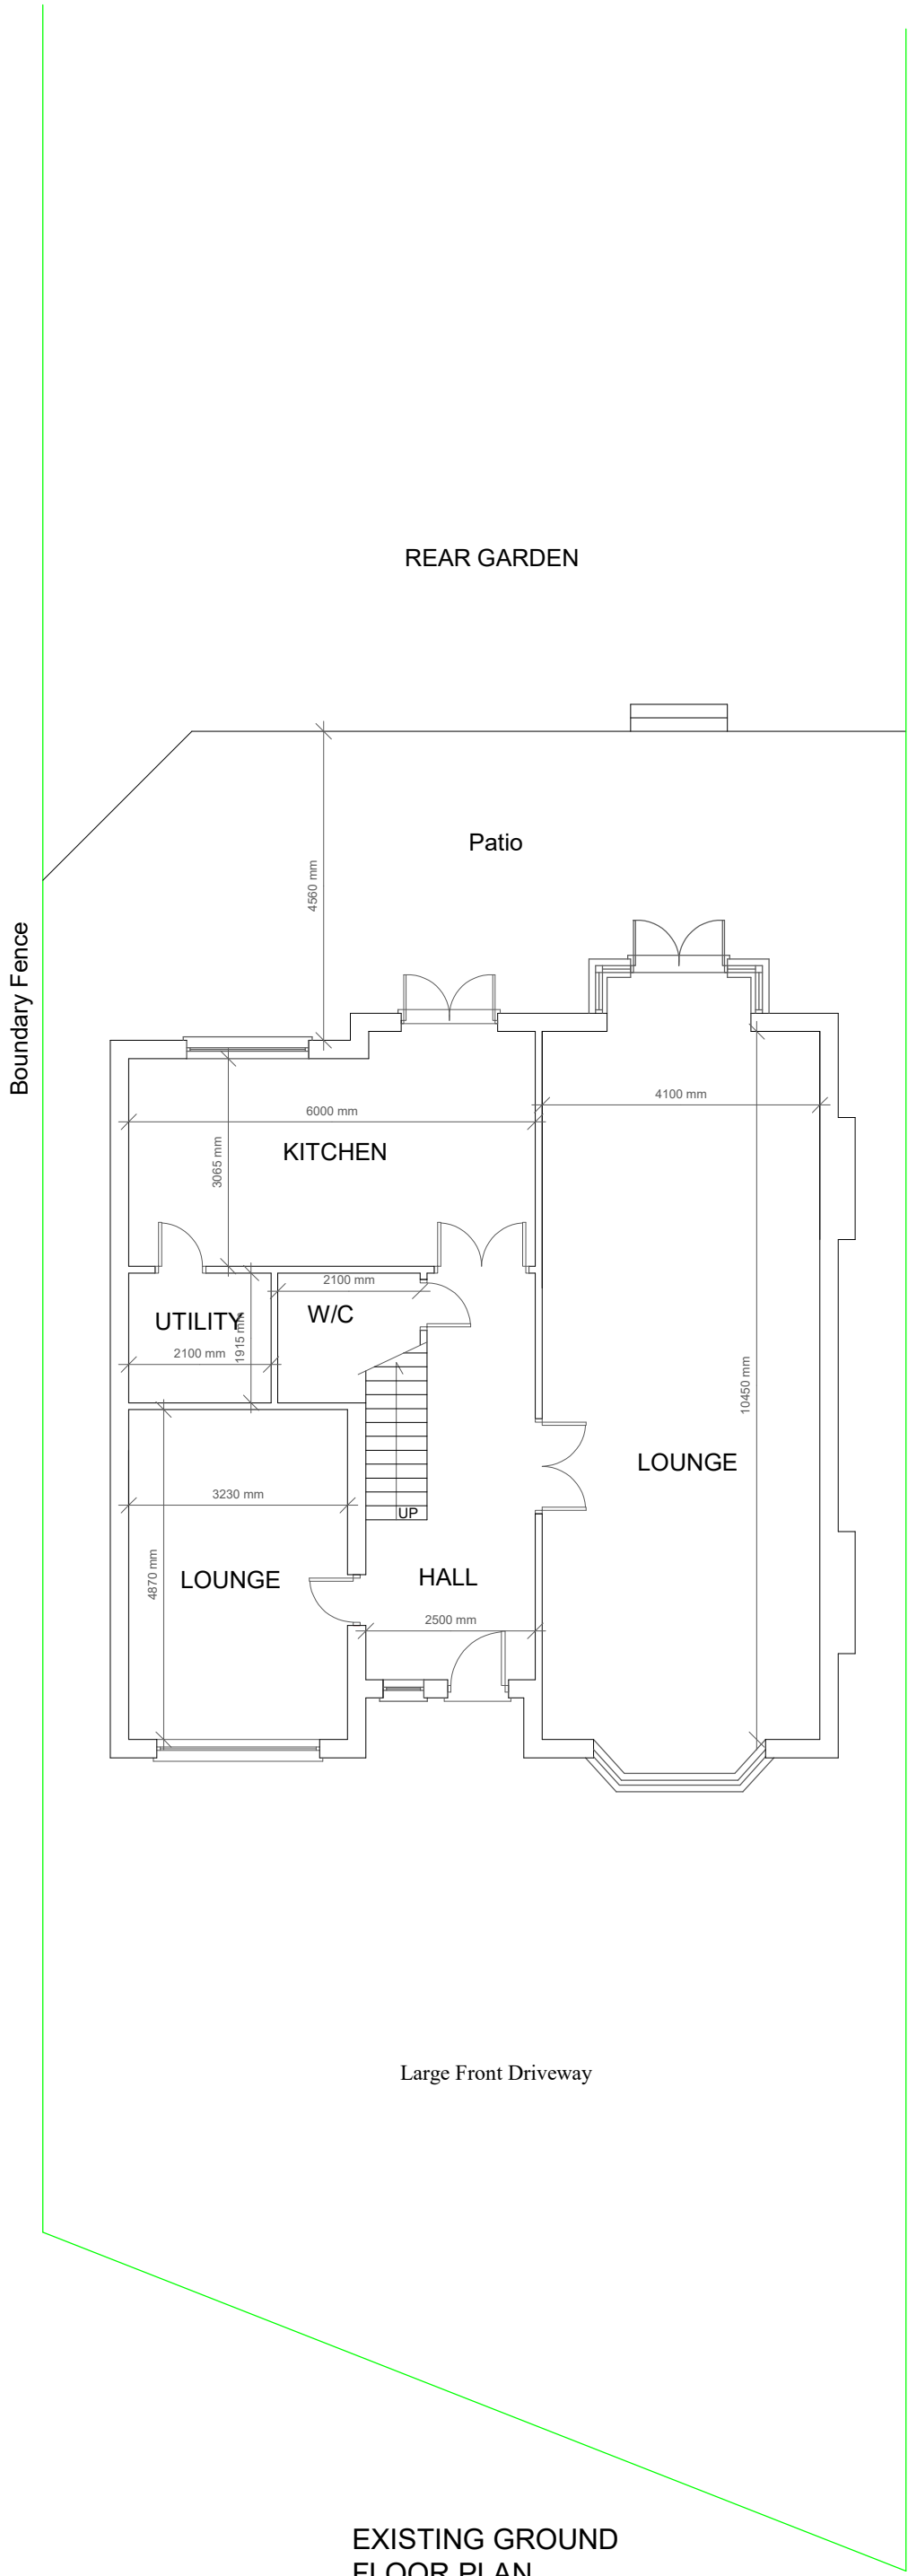 REAR GARDEN
Patio
4560 mm
Boundary Fence
4100 mm
6000 mm
KITCHEN
3065 mm
2100 mm
W/C
UTILITY
1915 mm
2100 mm
10450 mm
LOUNGE
3230 mm
UP
4870 mm
LOUNGE
HALL
2500 mm
Large Front Driveway
EXISTING GROUND
FLOOR PLAN